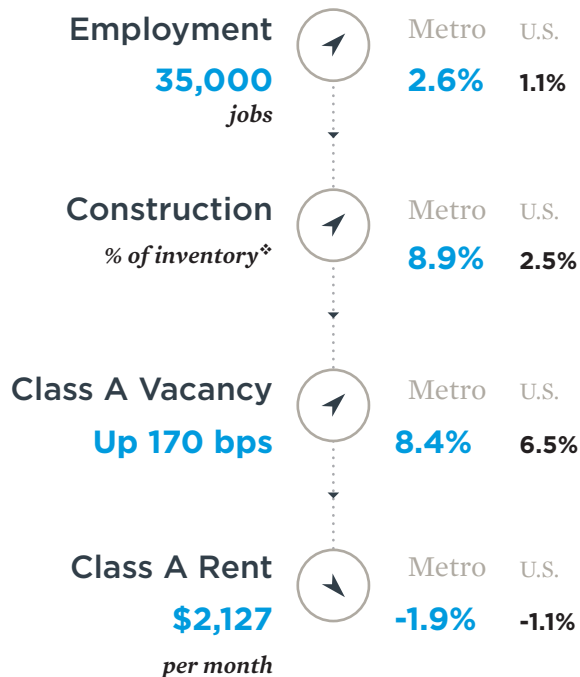 Employment Metro U.S.
35,000 2.6% 1.1%
jobs
Construction Metro U.S.
% of inventory❖ 8.9% 2.5%
Class A Vacancy Metro U.S.
Up 170 bps 8.4% 6.5%
Class A Rent Metro U.S.
$2,127 -1.9% -1.1%
per month